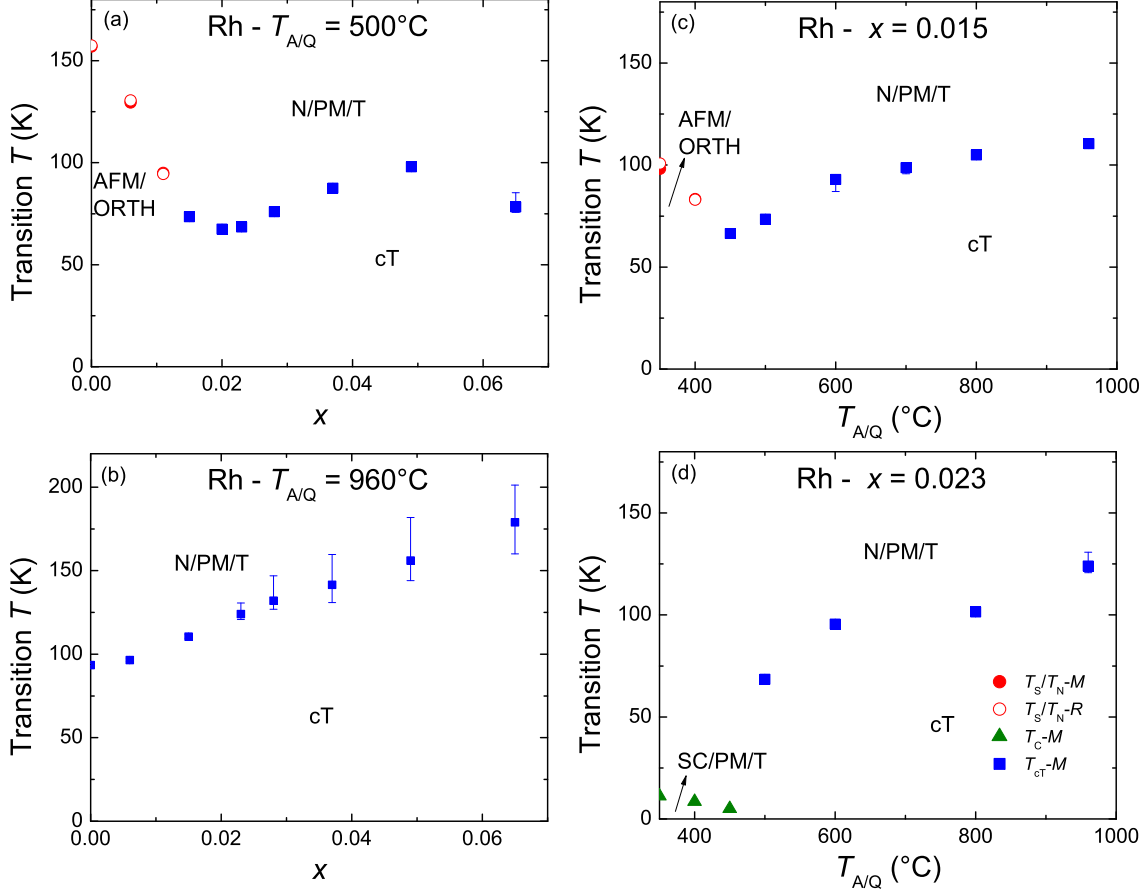 (a)
Rh - T_A/Q = 500°C
N/PM/T
AFM/
ORTH
cT
Transition T (K)
150
100
50
0
0.00 0.02 0.04 0.06
x
(c)
Rh - x = 0.015
N/PM/T
AFM/
ORTH
cT
Transition T (K)
150
100
50
0
400 600 800 1000
T_A/Q (°C)
(b)
Rh - T_A/Q = 960°C
N/PM/T
cT
Transition T (K)
200
150
100
50
0
0.00 0.02 0.04 0.06
x
(d)
Rh - x = 0.023
N/PM/T
cT
SC/PM/T
T_S/T_N-M
T_S/T_N-R
T_C-M
T_cT-M
Transition T (K)
150
100
50
0
400 600 800 1000
T_A/Q (°C)